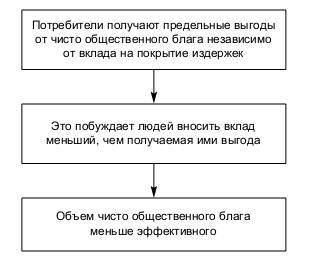 Потребители получают предельные выгоды
от чисто общественного блага независимо
от вклада на покрытие издержек
Это побуждает людей вносить вклад
меньший, чем получаемая ими выгода
Объем чисто общественного блага
меньше эффективного